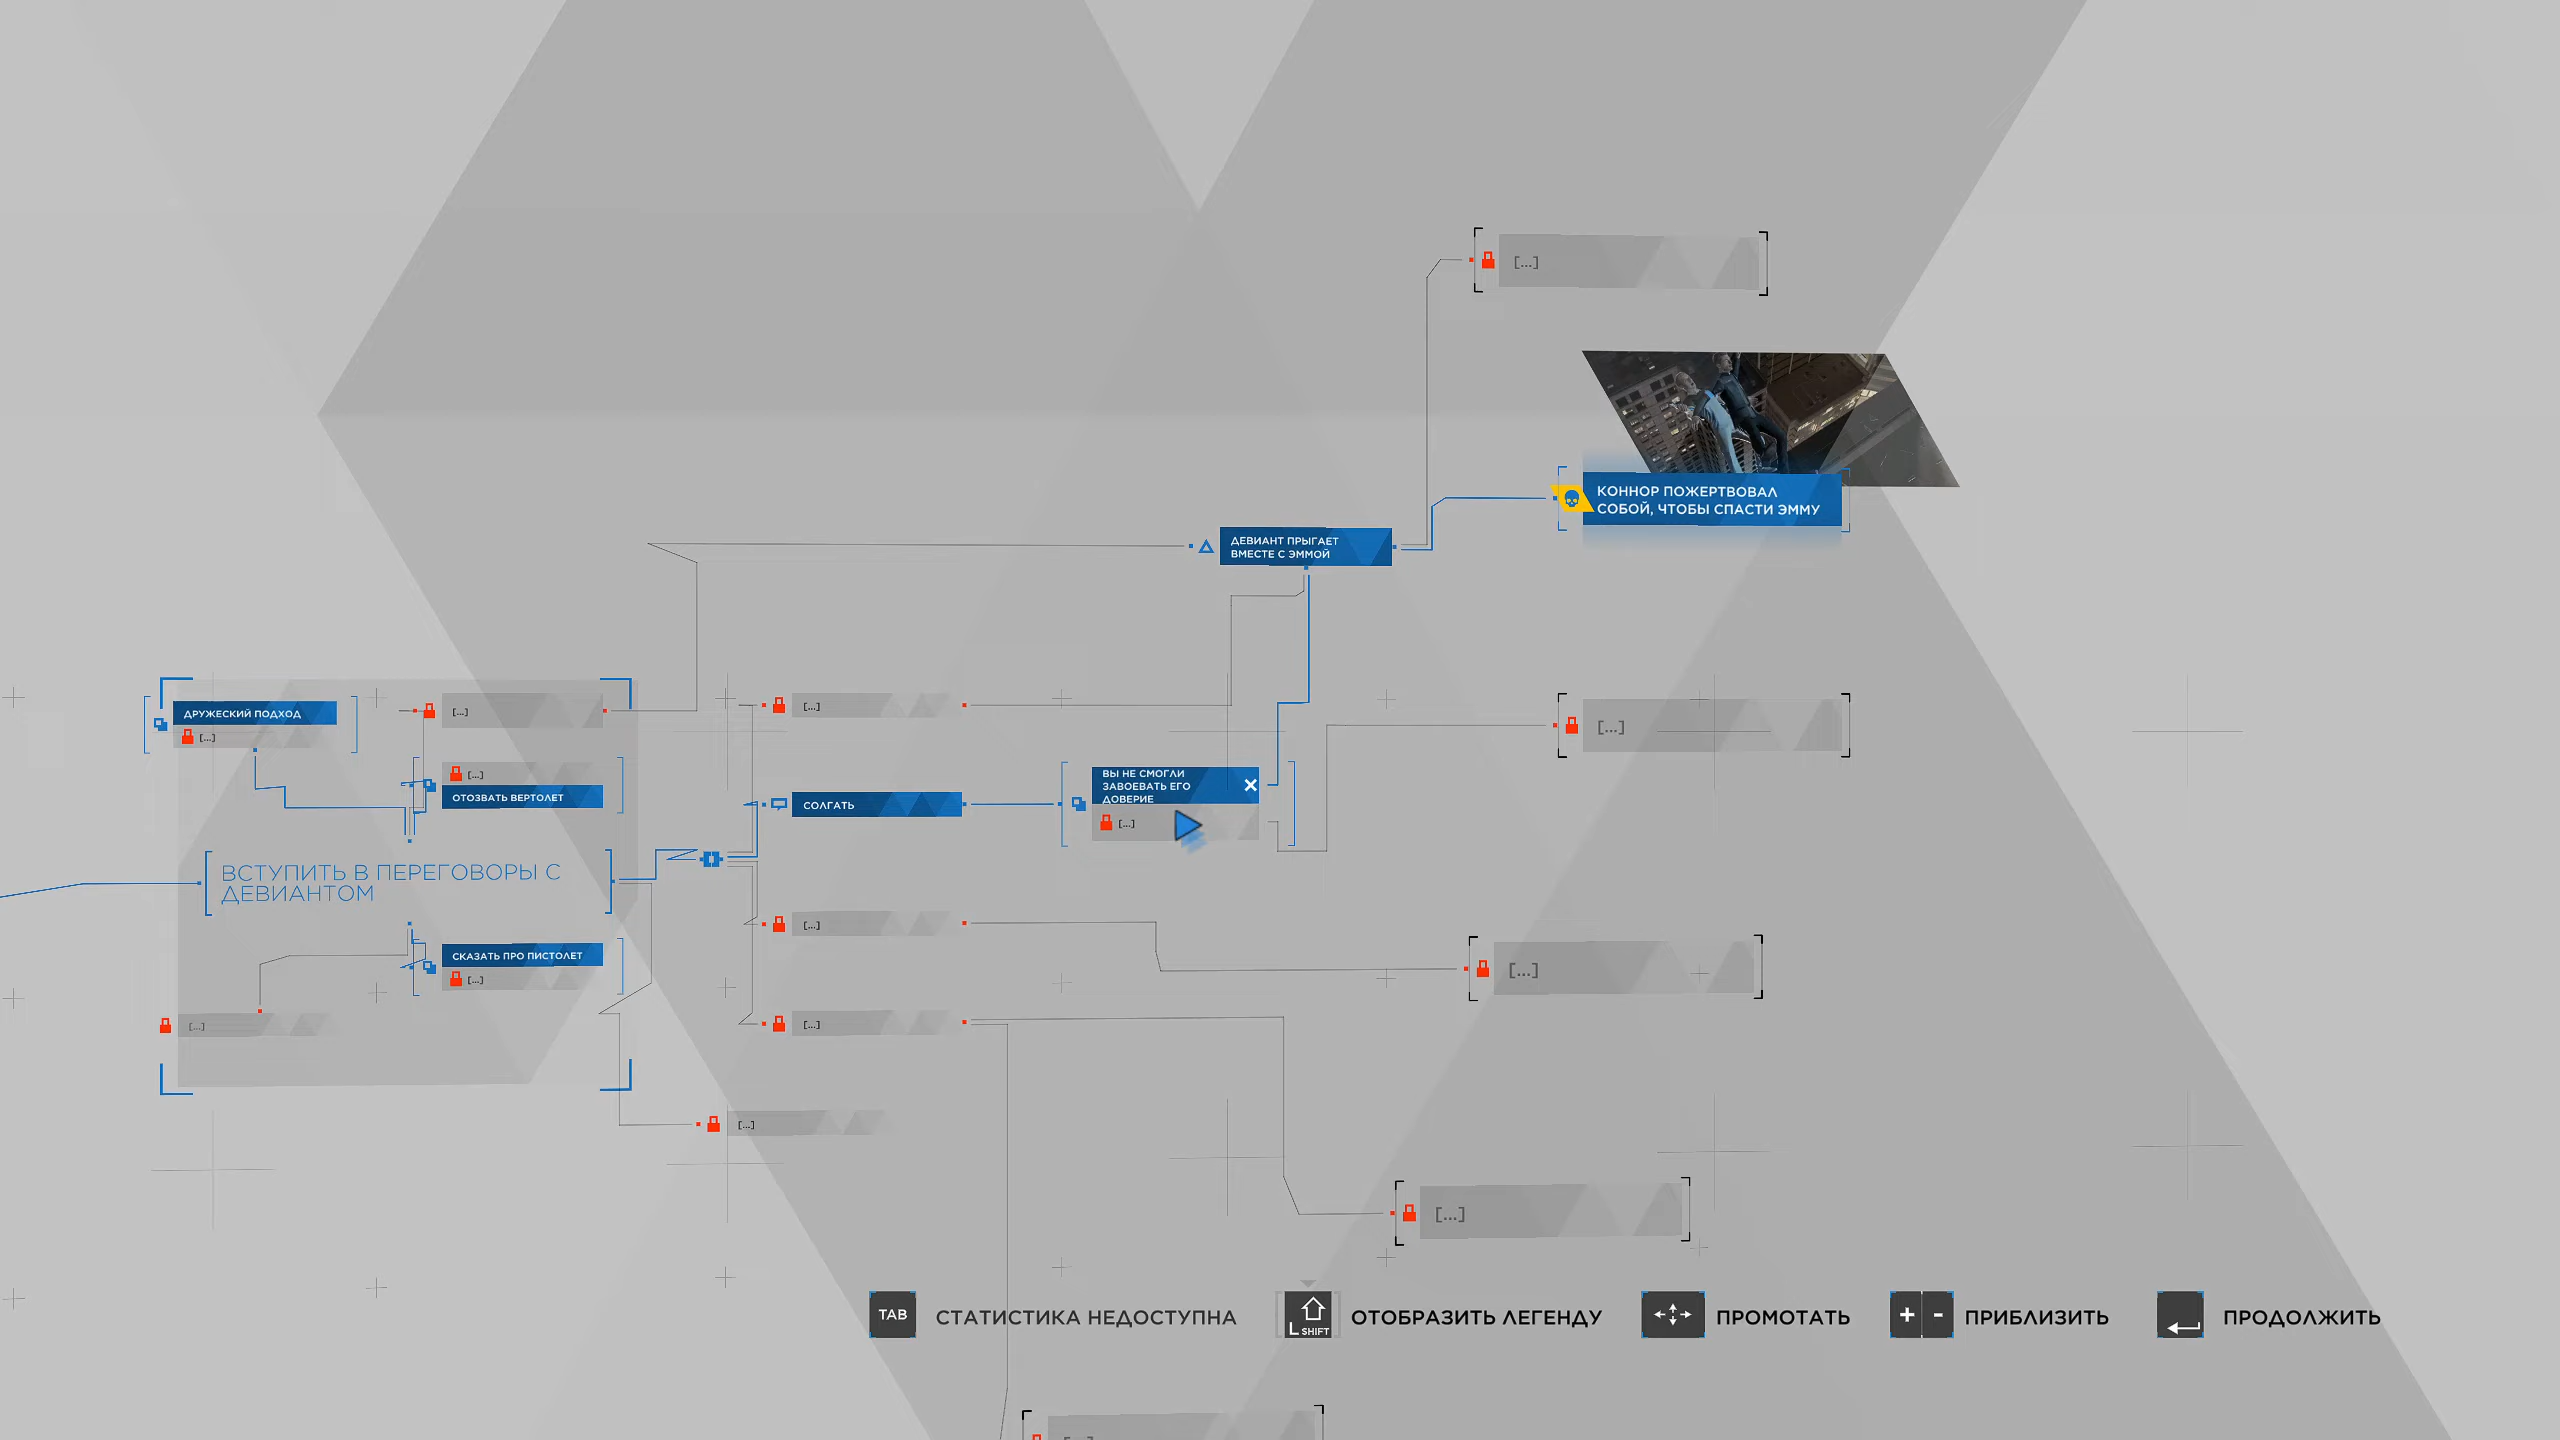 [...]
КОННОР ПОЖЕРТВОВАЛ
СОБОЙ, ЧТОБЫ СПАСТИ ЭММУ
ДЕВИАНТ ПРЫГАЕТ
ВМЕСТЕ С ЭММОЙ
ДРУЖЕСКИЙ ПОДХОД
[...]
[...]
[...]
ОТОЗВАТЬ ВЕРТОЛЕТ
ВСТУПИТЬ В ПЕРЕГОВОРЫ С
ДЕВИАНТОМ
СКАЗАТЬ ПРО ПИСТОЛЕТ
[...]
[...]
[...]
СОЛГАТЬ
ВЫ НЕ СМОГЛИ
ЗАВОЕВАТЬ ЕГО
ДОВЕРИЕ
[...]
[...]
[...]
[...]
[...]
[...]
[...]
[...]
TAB
СТАТИСТИКА НЕДОСТУПНА
L SHIFT
ОТОБРАЗИТЬ ЛЕГЕНДУ
ПРОМОТАТЬ
+ -
ПРИБЛИЗИТЬ
ПРОДОЛЖИТЬ